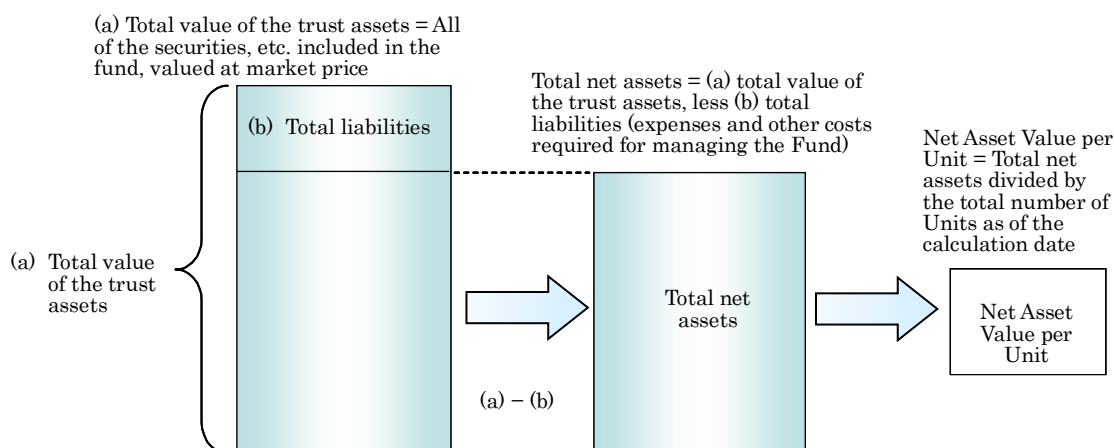 (a) Total value of the trust assets = All
of the securities, etc. included in the
fund, valued at market price
(b) Total liabilities
(a) Total value
of the trust
assets
Total net assets = (a) total value of
the trust assets, less (b) total
liabilities (expenses and other costs
required for managing the Fund)
(a) – (b)
Total net
assets
Net Asset Value per
Unit = Total net
assets divided by
the total number of
Units as of the
calculation date
Net Asset
Value per
Unit